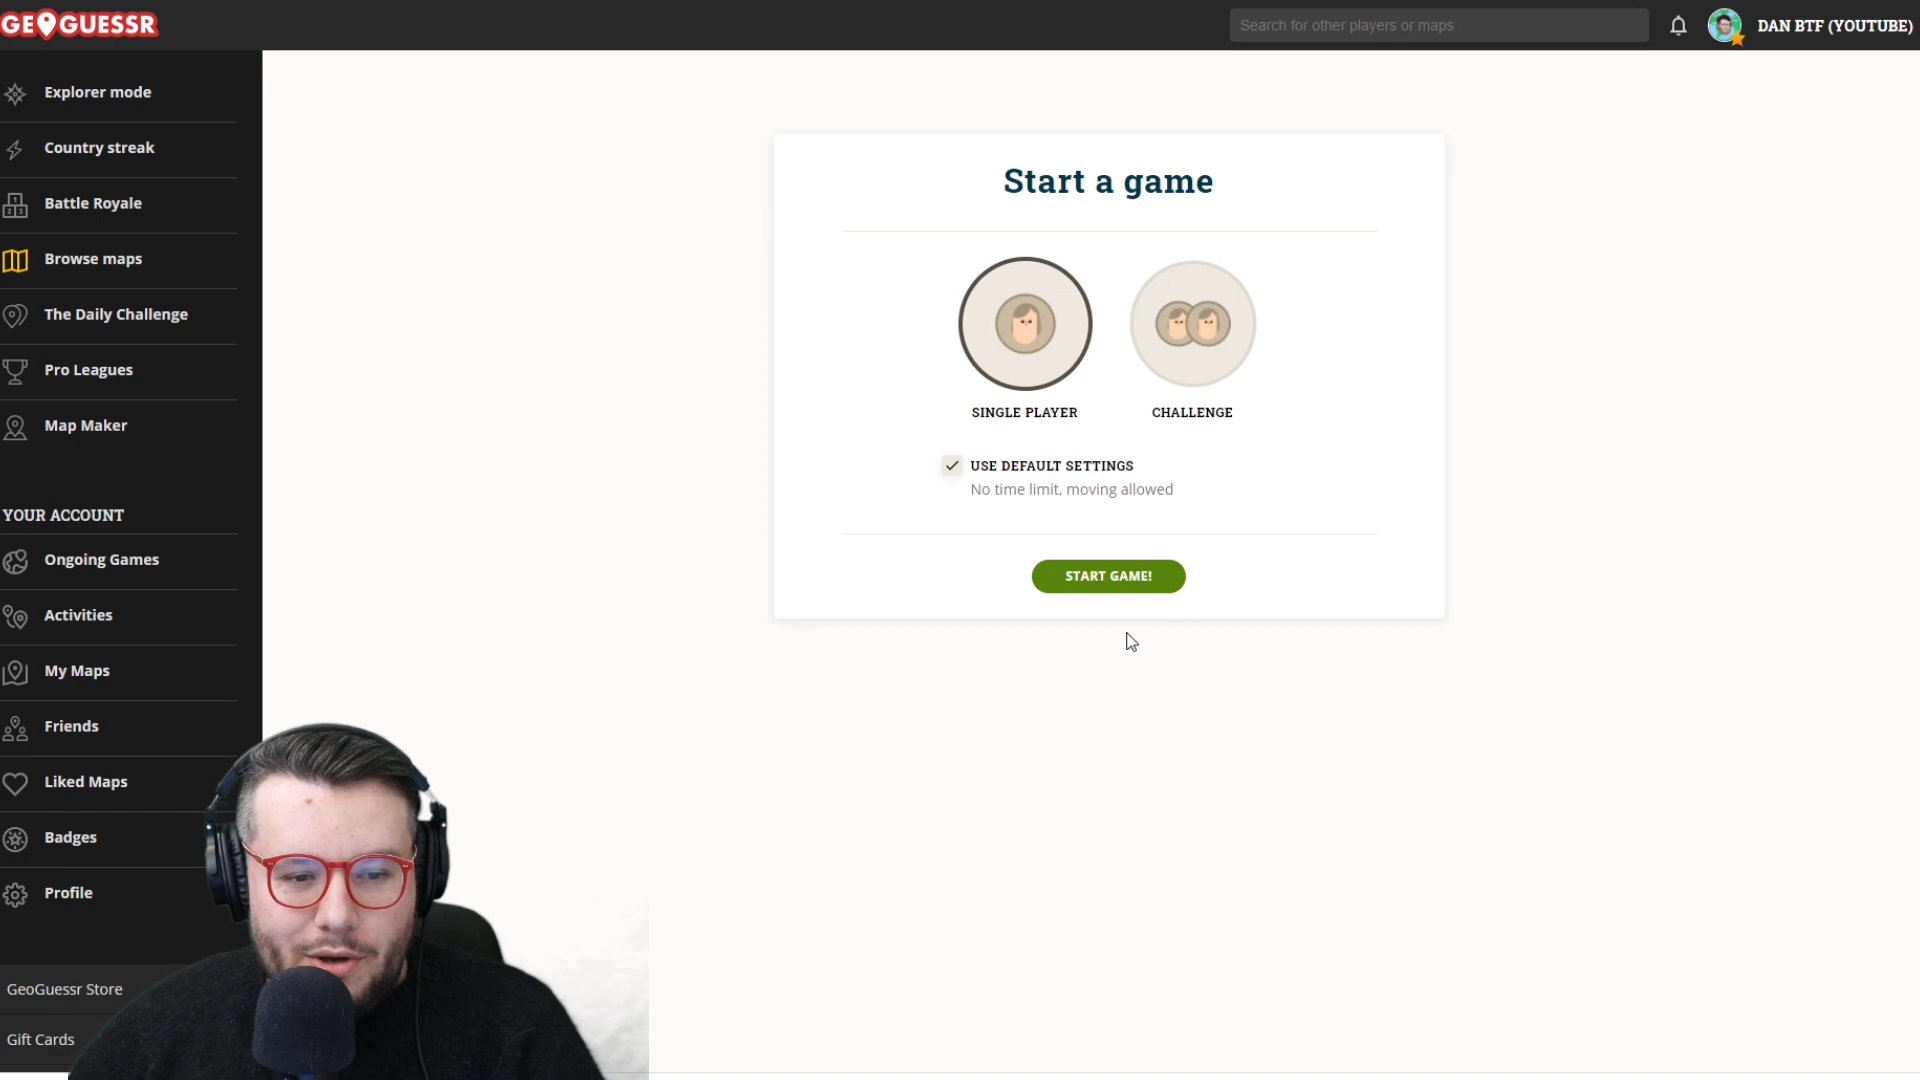 GEOGUESSR
Search for other players or maps
DAN BTF (YOUTUBE)
Explorer mode
Country streak
Battle Royale
Browse maps
The Daily Challenge
Pro Leagues
Map Maker
YOUR ACCOUNT
Ongoing Games
Activities
My Maps
Friends
Liked Maps
Badges
Profile
GeoGuessr Store
Gift Cards
Start a game
SINGLE PLAYER
CHALLENGE
USE DEFAULT SETTINGS
No time limit, moving allowed
START GAME!